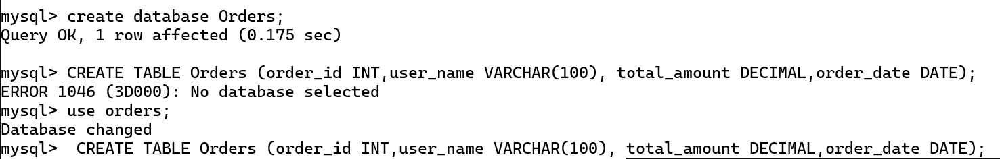 mysql> create database Orders;
Query OK, 1 row affected (0.175 sec)
mysql> CREATE TABLE Orders (order_id INT,user_name VARCHAR(100), total_amount DECIMAL,order_date DATE);
ERROR 1046 (3D000): No database selected
mysql> use orders;
Database changed
mysql>  CREATE TABLE Orders (order_id INT,user_name VARCHAR(100), total_amount DECIMAL,order_date DATE);